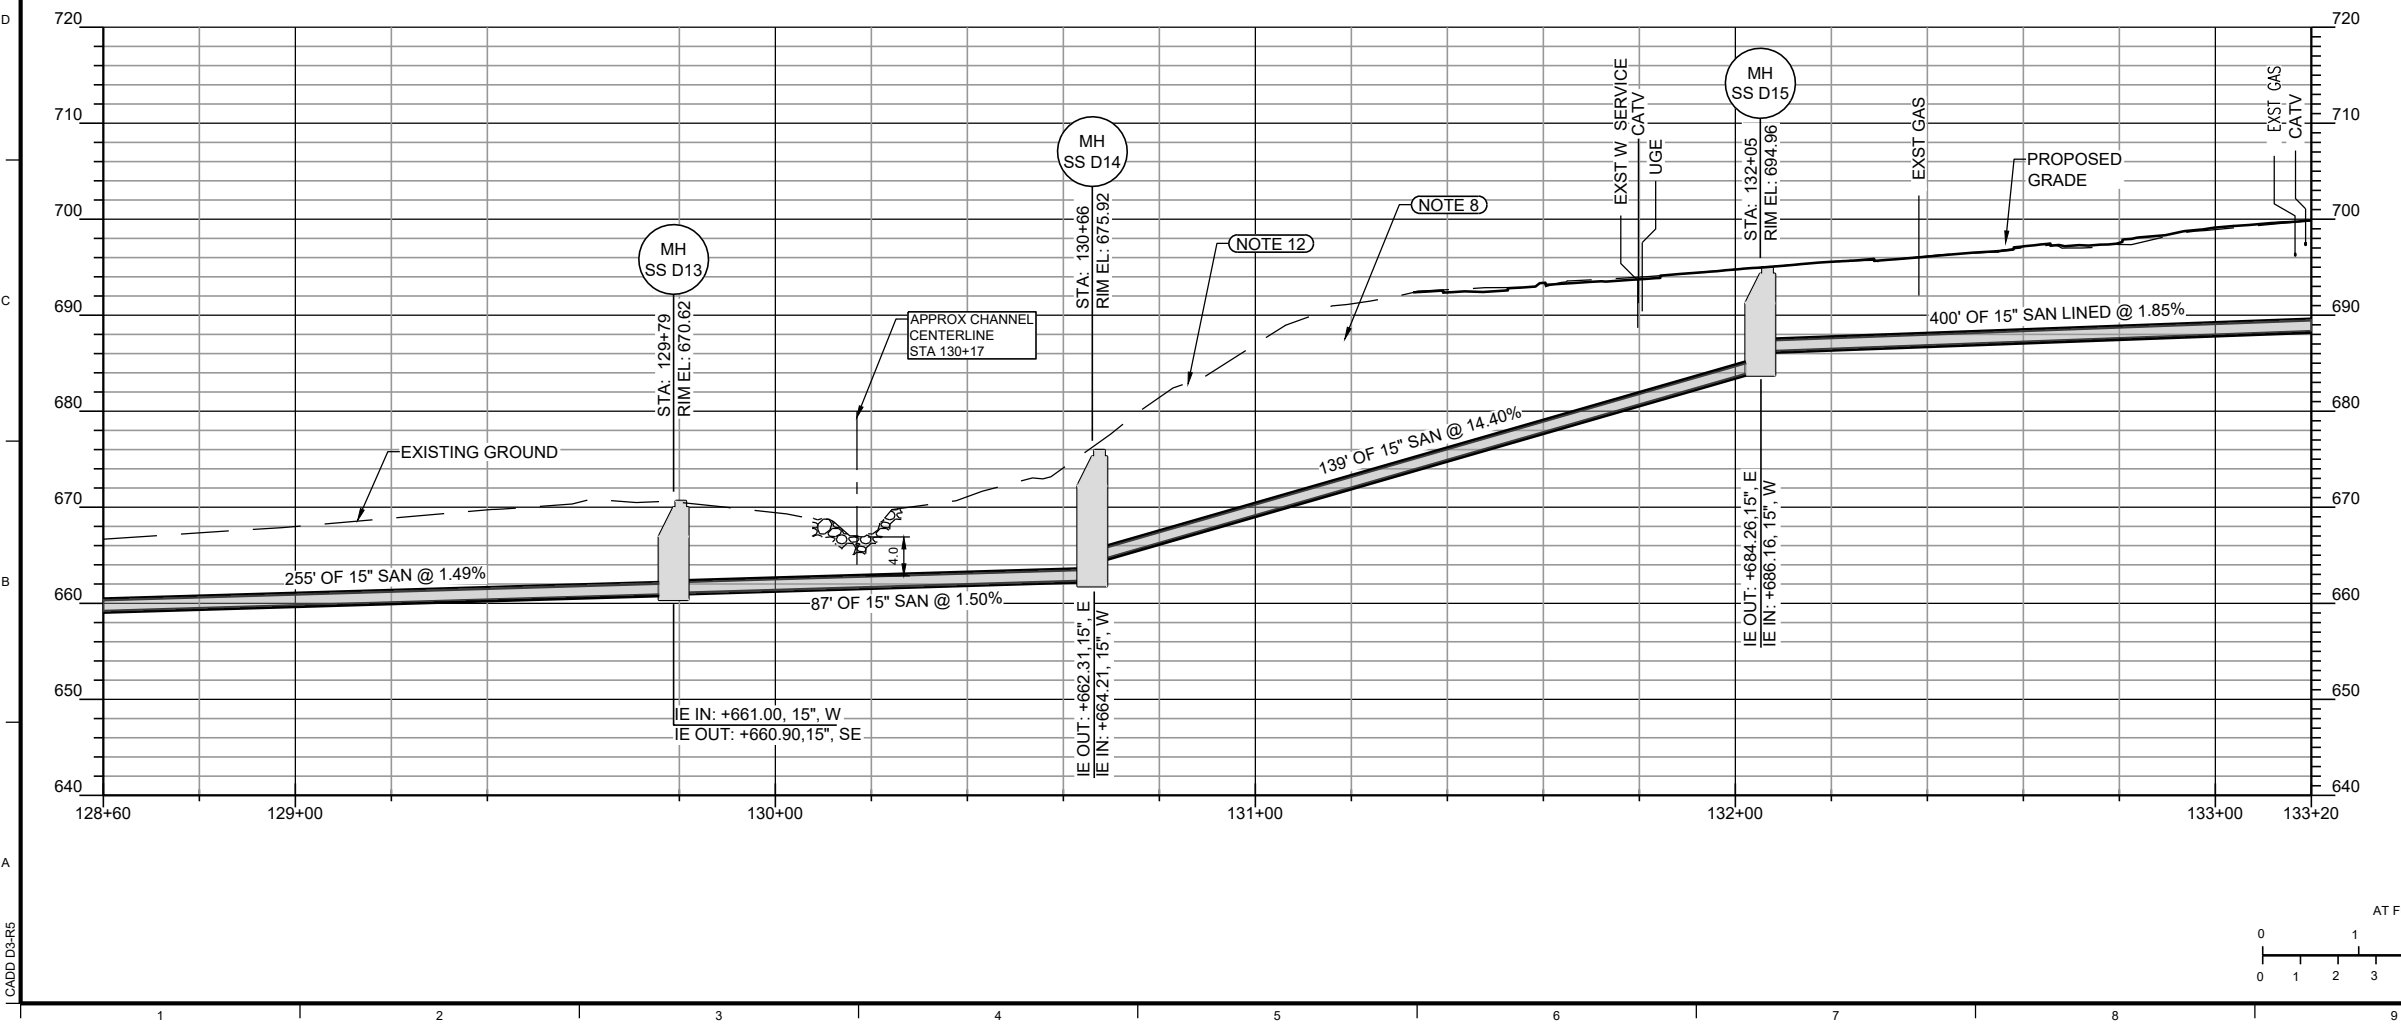 D
C
B
A
720
710
700
690
680
670
660
650
640
MH
SS D13
STA: 129+79
RIM EL: 670.62
EXISTING GROUND
255' OF 15" SAN @ 1.49%
IE IN: +661.00, 15", W
IE OUT: +660.90,15", SE
APPROX CHANNEL
CENTERLINE
STA 130+17
4.0
87' OF 15" SAN @ 1.50%
MH
SS D14
STA: 130+66
RIM EL: 675.92
IE OUT: +662.31,15", E
IE IN: +664.21, 15", W
NOTE 12
NOTE 8
139' OF 15" SAN @ 14.40%
EXST W SERVICE
CATV
UGE
MH
SS D15
STA: 132+05
RIM EL: 694.96
IE OUT: +684.26,15", E
IE IN: +686.16, 15", W
EXST GAS
PROPOSED
GRADE
400' OF 15" SAN LINED @ 1.85%
EXST GAS
CATV
720
710
700
690
680
670
660
650
640
128+60
129+00
130+00
131+00
132+00
133+00
133+20
AT F
0
1
0
1
2
3
CADD D3-R5
1
2
3
4
5
6
7
8
9